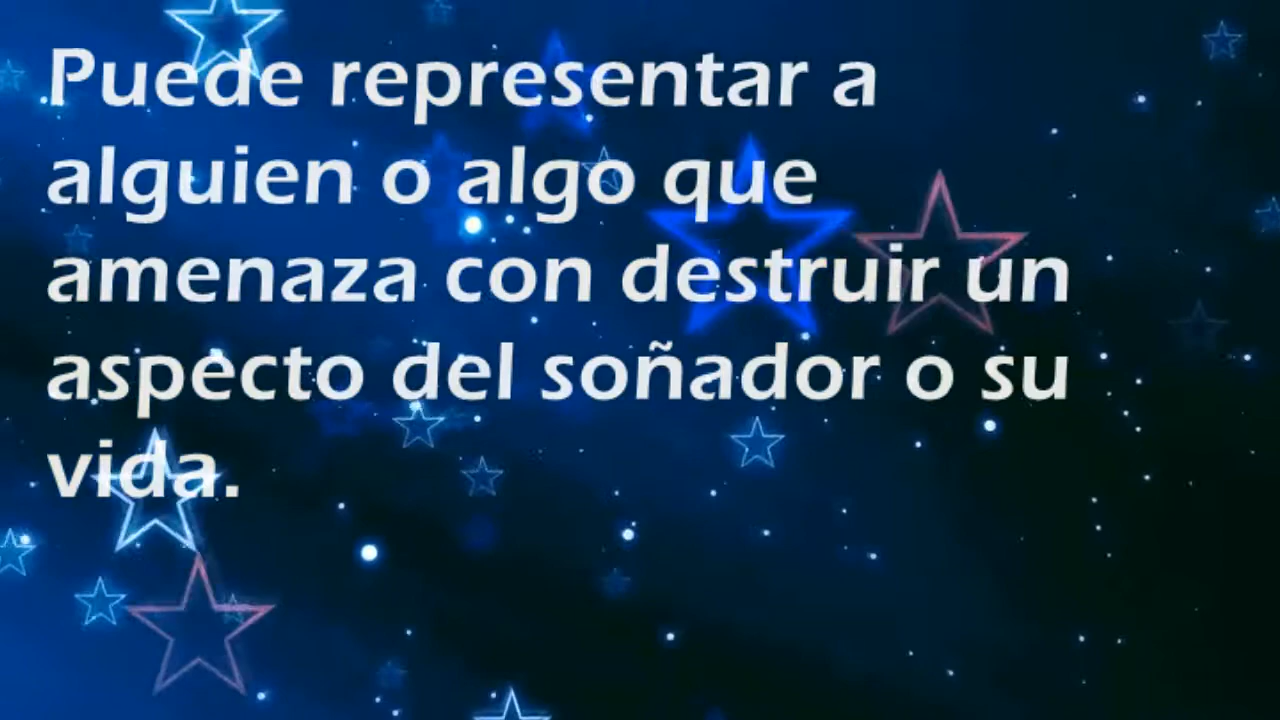 Puede representar a
alguien o algo que
amenaza con destruir un
aspecto del soñador o su
vida.